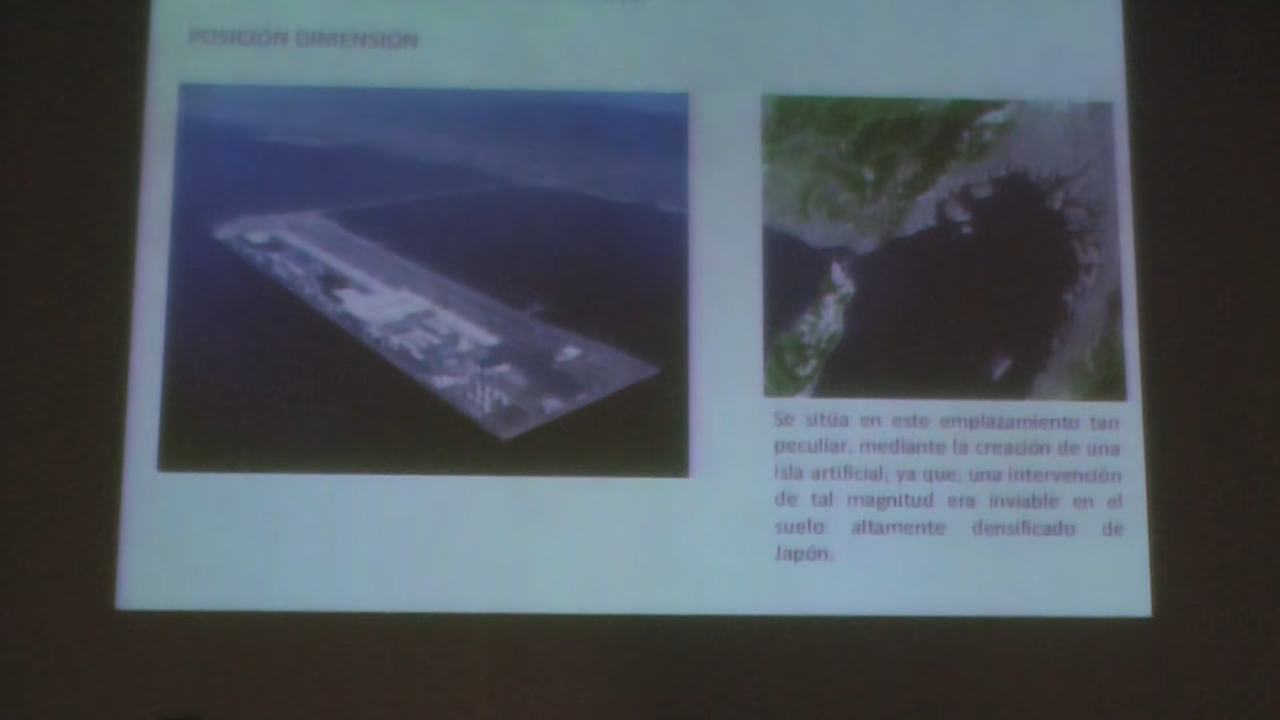 POSICIÓN DIMENSIÓN
Se sitúa en este emplazamiento tan
peculiar, mediante la creación de una
isla artificial, ya que, una intervención
de tal magnitud era inviable en el
suelo altamente densificado de
Japón.